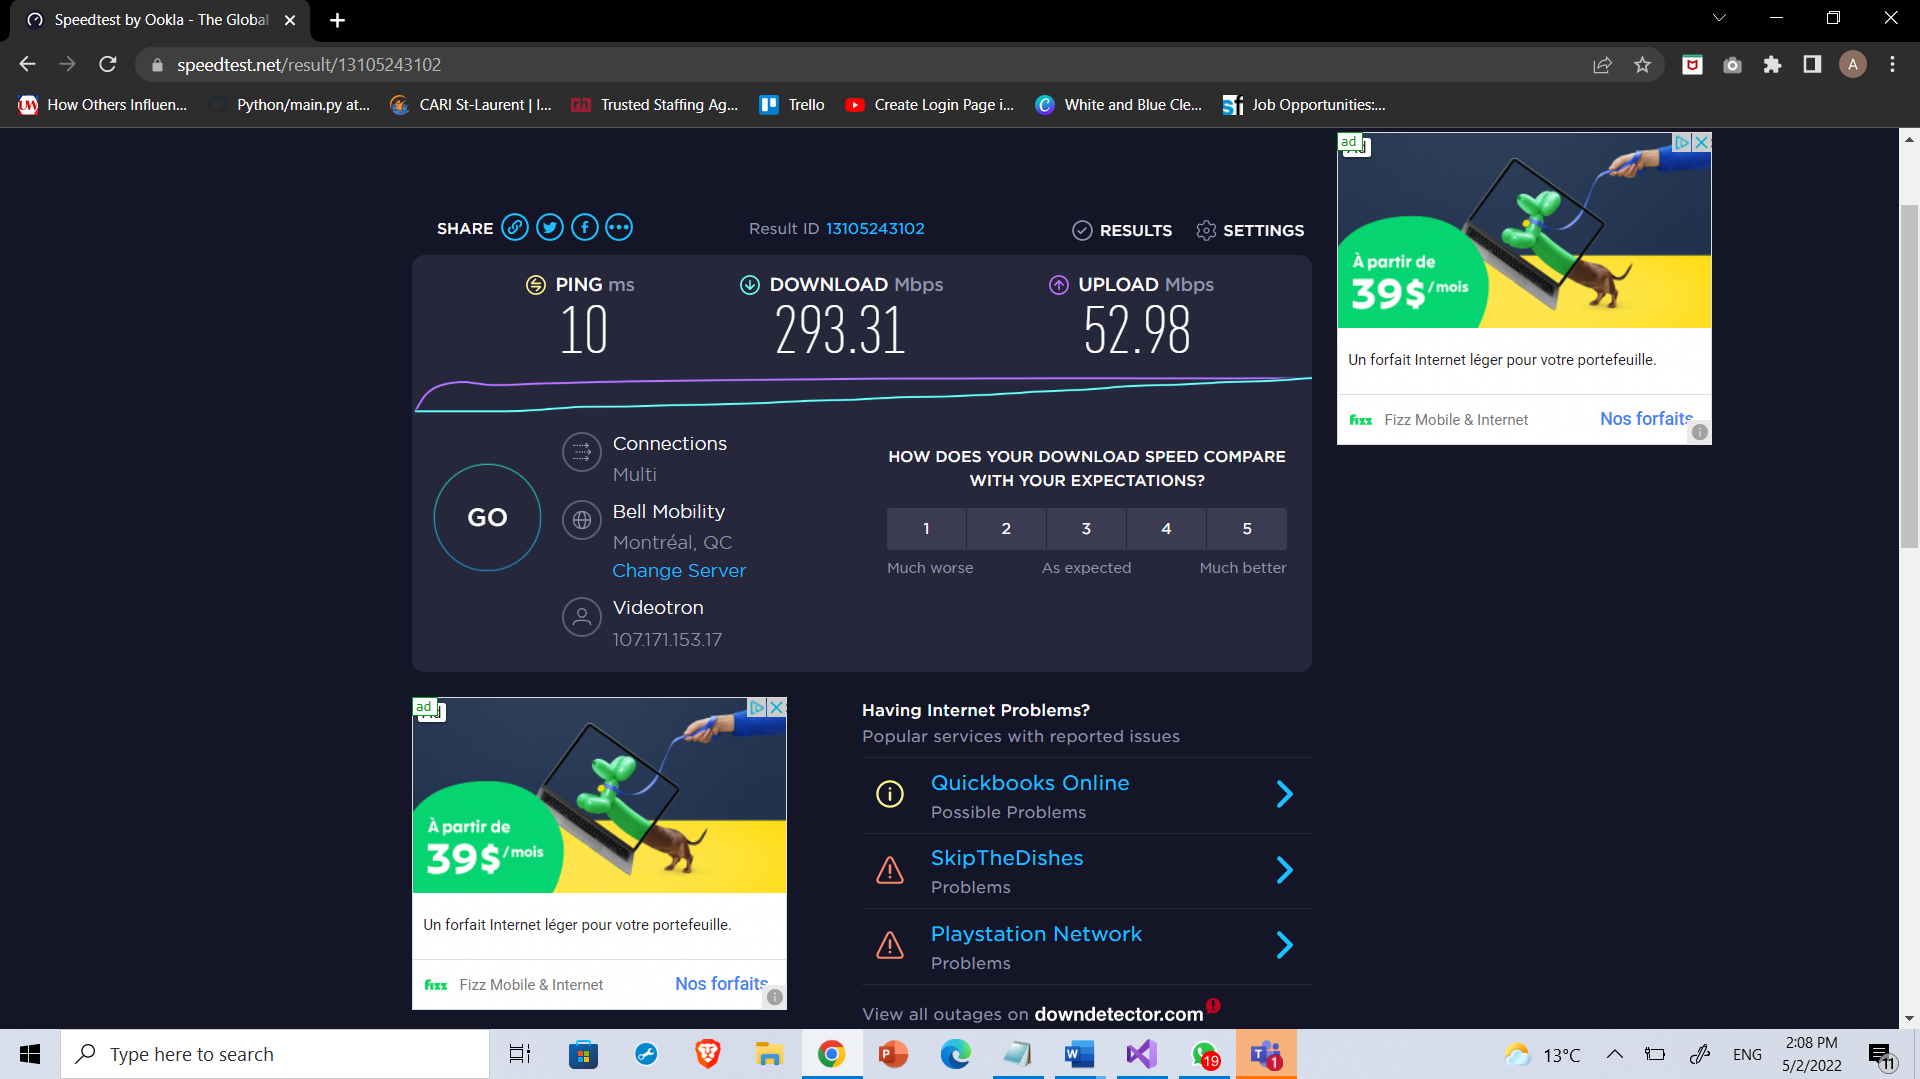 Speedtest by Ookla - The Global
speedtest.net/result/13105243102
A
How Others Influen...
Python/main.py at...
CARI St-Laurent | I...
rh
Trusted Staffing Ag...
Trello
Create Login Page i...
White and Blue Cle...
Job Opportunities:...
SHARE
Result ID 13105243102
RESULTS
SETTINGS
PING ms
DOWNLOAD Mbps
UPLOAD Mbps
10
293.31
52.98
GO
Connections
Multi
Bell Mobility
Montréal, QC
Change Server
Videotron
107.171.153.17
HOW DOES YOUR DOWNLOAD SPEED COMPARE
WITH YOUR EXPECTATIONS?
1 2 3 4 5
Much worse As expected Much better
ad
À partir de
39$/mois
Un forfait Internet léger pour votre portefeuille.
fizz Fizz Mobile & Internet Nos forfaits
ad
À partir de
39$/mois
Un forfait Internet léger pour votre portefeuille.
fizz Fizz Mobile & Internet Nos forfaits
Having Internet Problems?
Popular services with reported issues
Quickbooks Online
Possible Problems
SkipTheDishes
Problems
Playstation Network
Problems
View all outages on downdetector.com
Type here to search
19
1
13°C
ENG
2:08 PM
5/2/2022
11